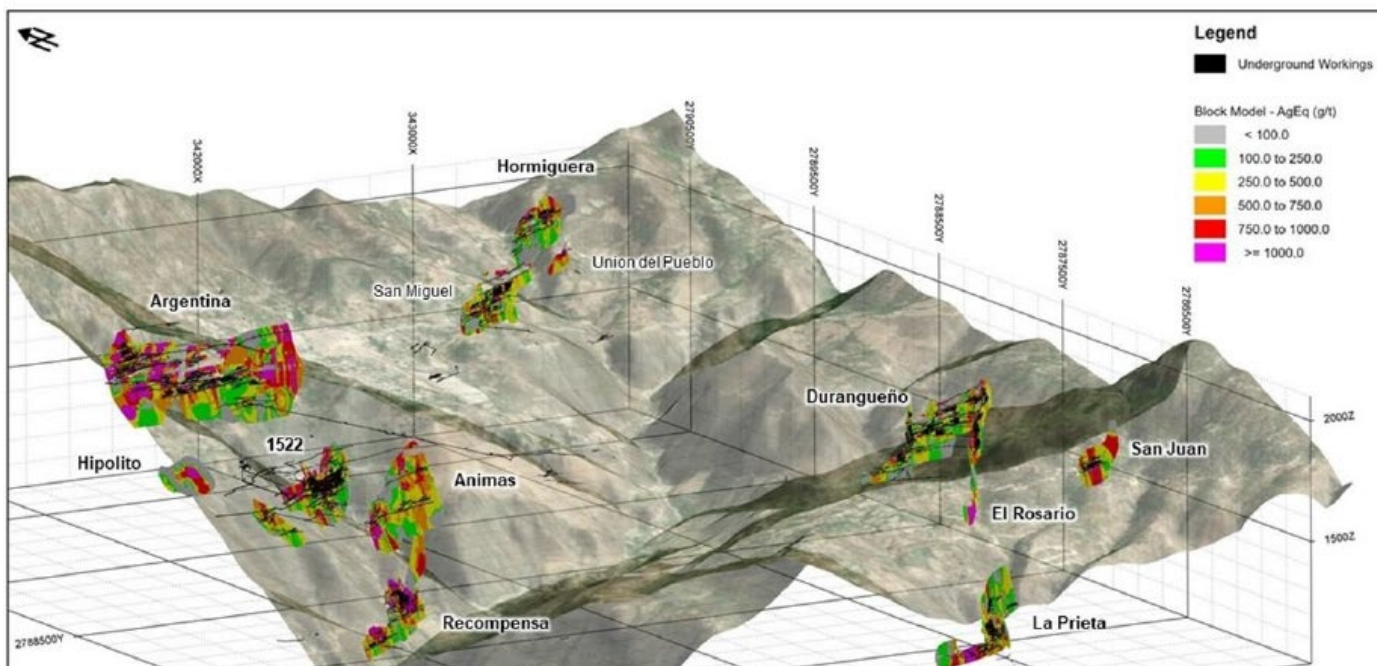 N
Legend
Underground Workings
Block Model - AgEq (g/t)
< 100.0
100.0 to 250.0
250.0 to 500.0
500.0 to 750.0
750.0 to 1000.0
>= 1000.0
342000X
343000X
2790500Y
2789500Y
2788500Y
2787500Y
2786500Y
Hormiguera
Union del Pueblo
San Miguel
Argentina
Durangueño
2000Z
1522
San Juan
Hipolito
Animas
El Rosario
1500Z
Recompensa
La Prieta
2788500Y